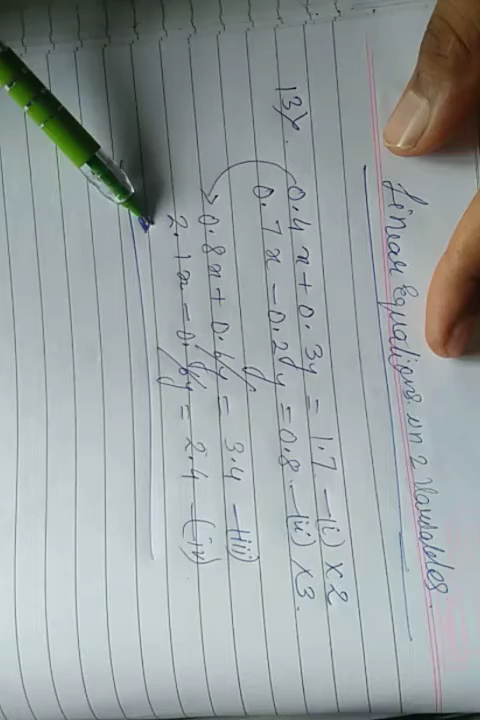 Linear Equations in 2 Variables.
13). 0.4x + 0.3y = 1.7 - (i) × 2
0.7x - 0.2y = 0.8 - (ii) × 3.
0.8x + 0.6y = 3.4 - (iii)
2.1x - 0.6y = 2.4 - (iv)